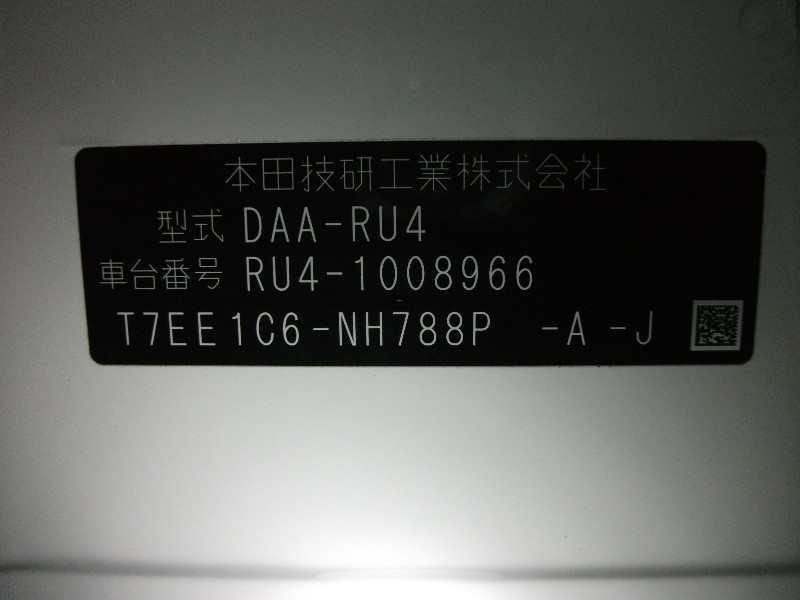 本田技研工業株式会社
型式 DAA-RU4
車台番号 RU4-1008966
T7EE1C6-NH788P -A -J